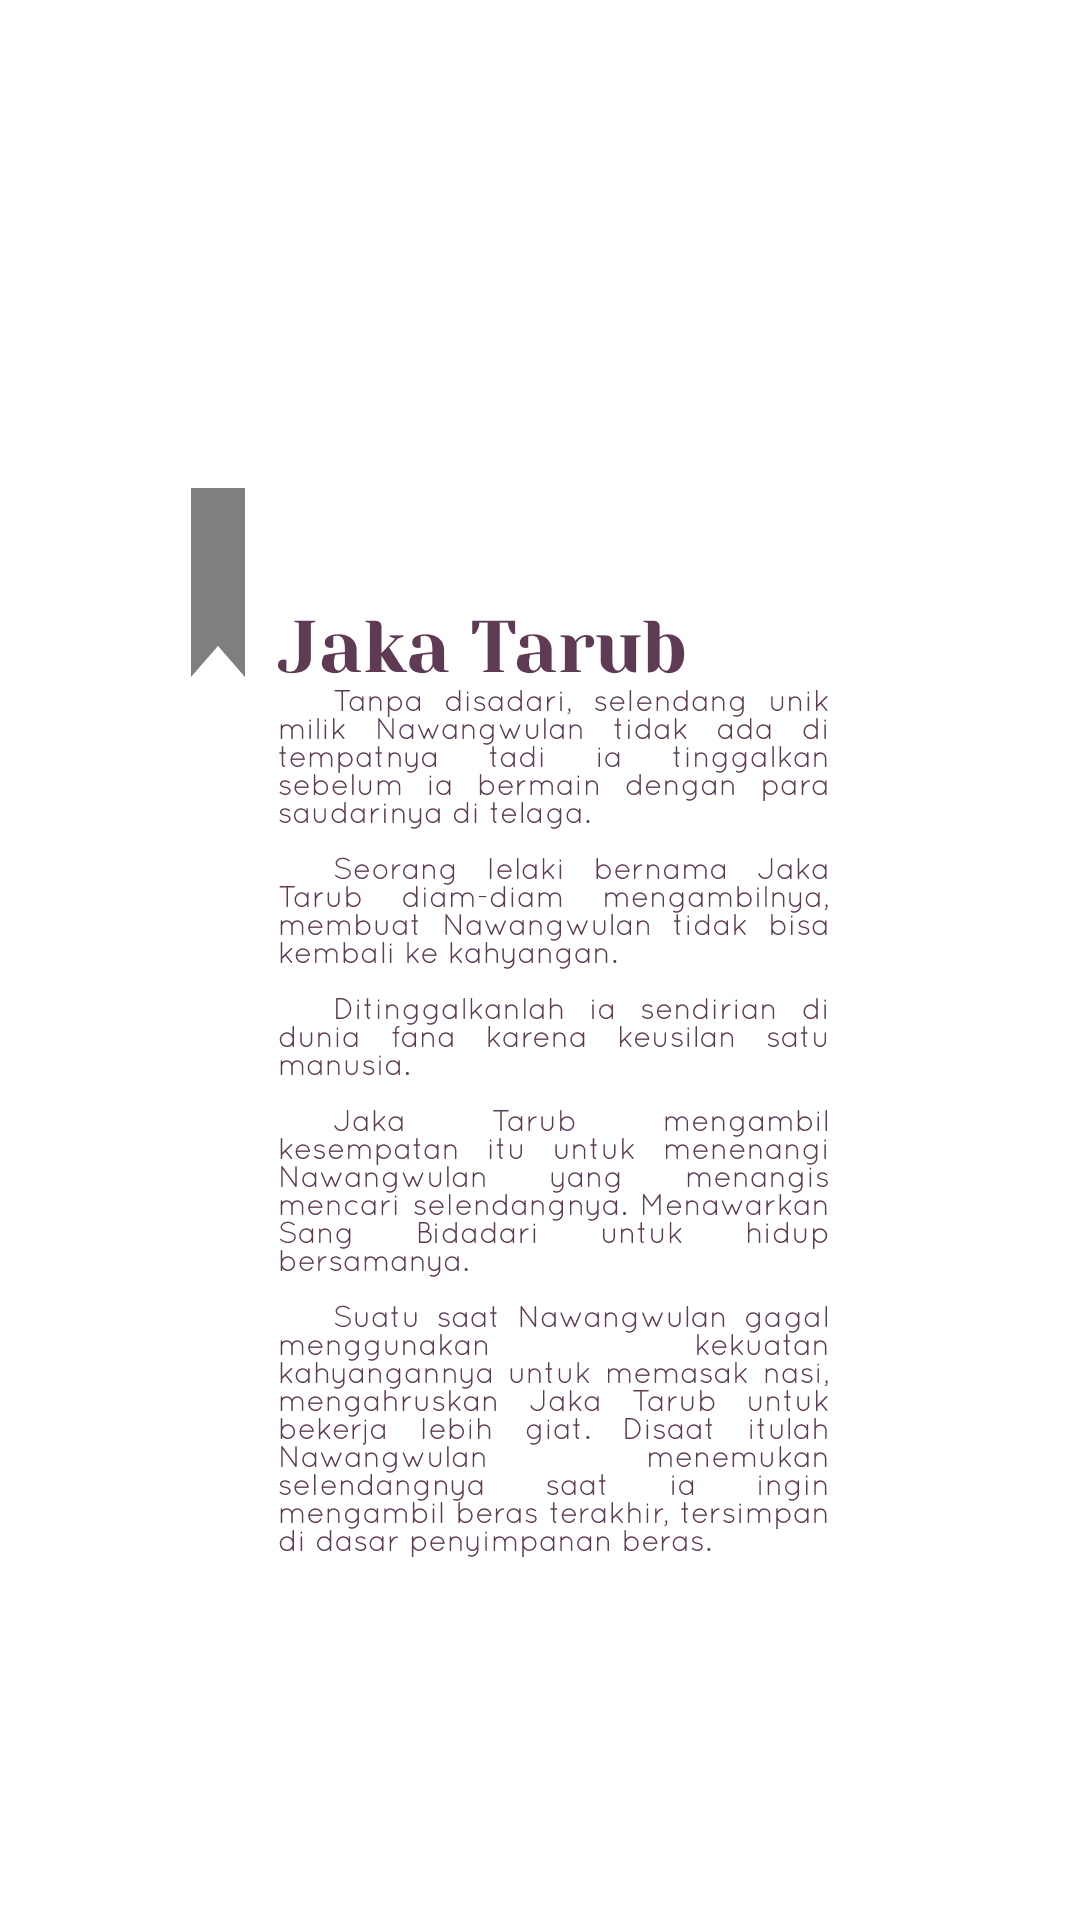 Jaka Tarub
Tanpa disadari, selendang unik
milik Nawangwulan tidak ada di
tempatnya tadi ia tinggalkan
sebelum ia bermain dengan para
saudarinya di telaga.
Seorang lelaki bernama Jaka
Tarub diam-diam mengambilnya,
membuat Nawangwulan tidak bisa
kembali ke kahyangan.
Ditinggalkanlah ia sendirian di
dunia fana karena keusilan satu
manusia.
Jaka Tarub mengambil
kesempatan itu untuk menenangi
Nawangwulan yang menangis
mencari selendangnya. Menawarkan
Sang Bidadari untuk hidup
bersamanya.
Suatu saat Nawangwulan gagal
menggunakan kekuatan
kahyangannya untuk memasak nasi,
mengahruskan Jaka Tarub untuk
bekerja lebih giat. Disaat itulah
Nawangwulan menemukan
selendangnya saat ia ingin
mengambil beras terakhir, tersimpan
di dasar penyimpanan beras.